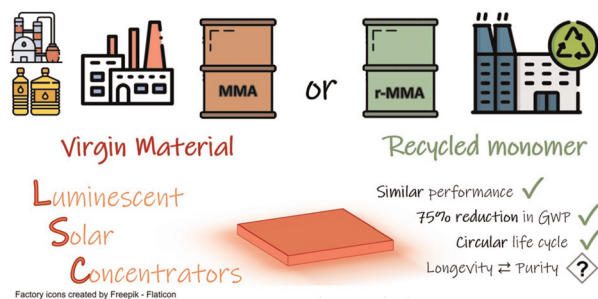 MMA
or
r-MMA
Virgin Material
Recycled monomer
Luminescent
Solar
Concentrators
Similar performance ✓
75% reduction in GWP ✓
Circular life cycle ✓
Longevity ⇄ Purity ?
Factory icons created by Freepik - Flaticon